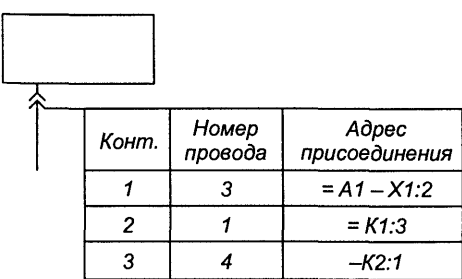 Конт. Номер провода Адрес присоединения
1 3 = A1 – X1:2
2 1 = K1:3
3 4 –K2:1